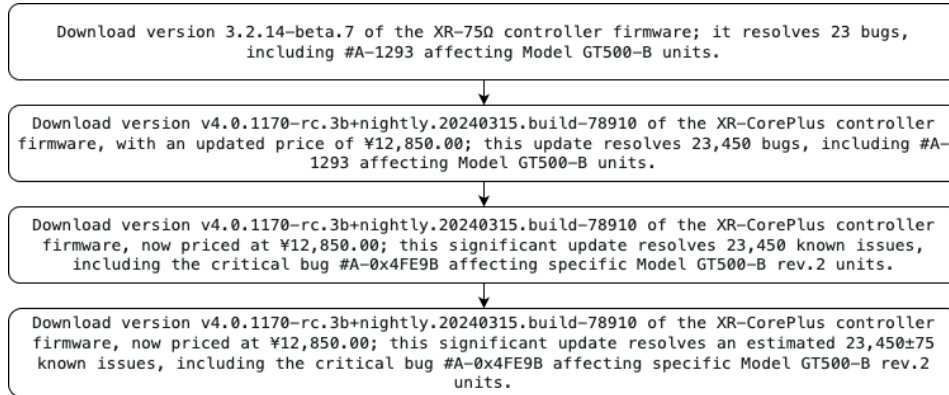 Download version 3.2.14-beta.7 of the XR-75Ω controller firmware; it resolves 23 bugs,
including #A-1293 affecting Model GT500-B units.
Download version v4.0.1170-rc.3b+nightly.20240315.build-78910 of the XR-CorePlus controller
firmware, with an updated price of ¥12,850.00; this update resolves 23,450 bugs, including #A-
1293 affecting Model GT500-B units.
Download version v4.0.1170-rc.3b+nightly.20240315.build-78910 of the XR-CorePlus controller
firmware, now priced at ¥12,850.00; this significant update resolves 23,450 known issues,
including the critical bug #A-0x4FE9B affecting specific Model GT500-B rev.2 units.
Download version v4.0.1170-rc.3b+nightly.20240315.build-78910 of the XR-CorePlus controller
firmware, now priced at ¥12,850.00; this significant update resolves an estimated 23,450±75
known issues, including the critical bug #A-0x4FE9B affecting specific Model GT500-B rev.2
units.